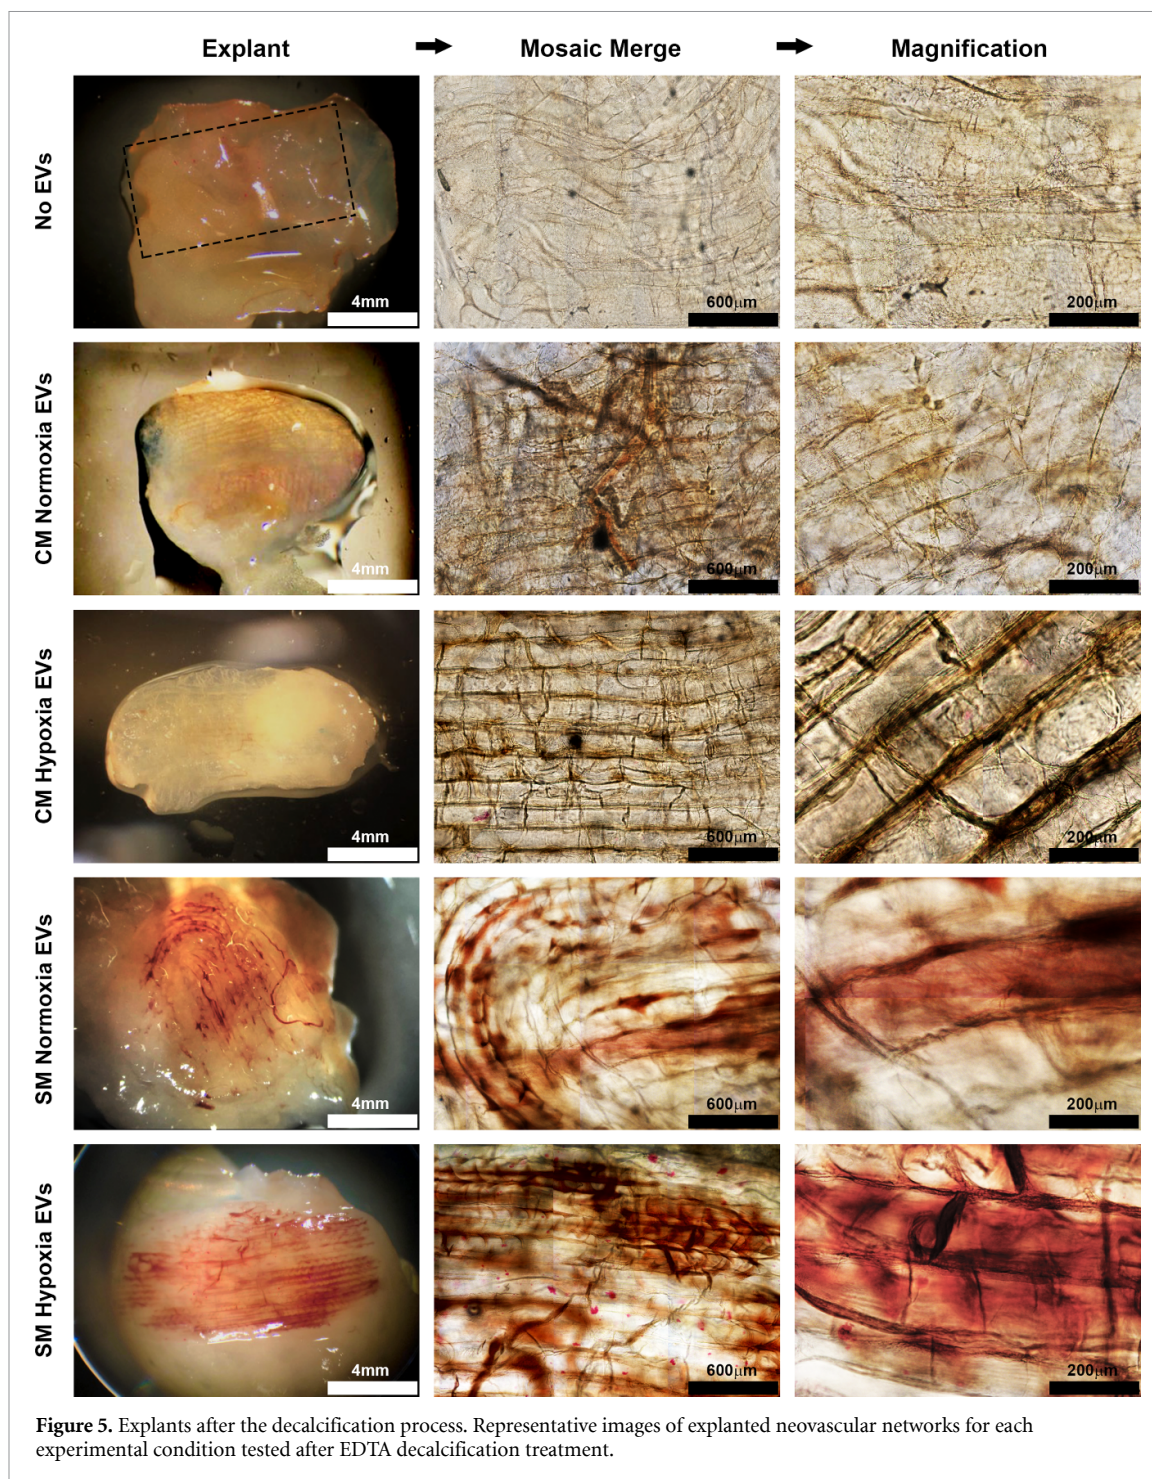 Explant Mosaic Merge Magnification
No EVs
4mm 600μm 200μm
CM Normoxia EVs
4mm 600μm 200μm
CM Hypoxia EVs
4mm 600μm 200μm
SM Normoxia EVs
4mm 600μm 200μm
SM Hypoxia EVs
4mm 600μm 200μm
Figure 5. Explants after the decalcification process. Representative images of explanted neovascular networks for each
experimental condition tested after EDTA decalcification treatment.